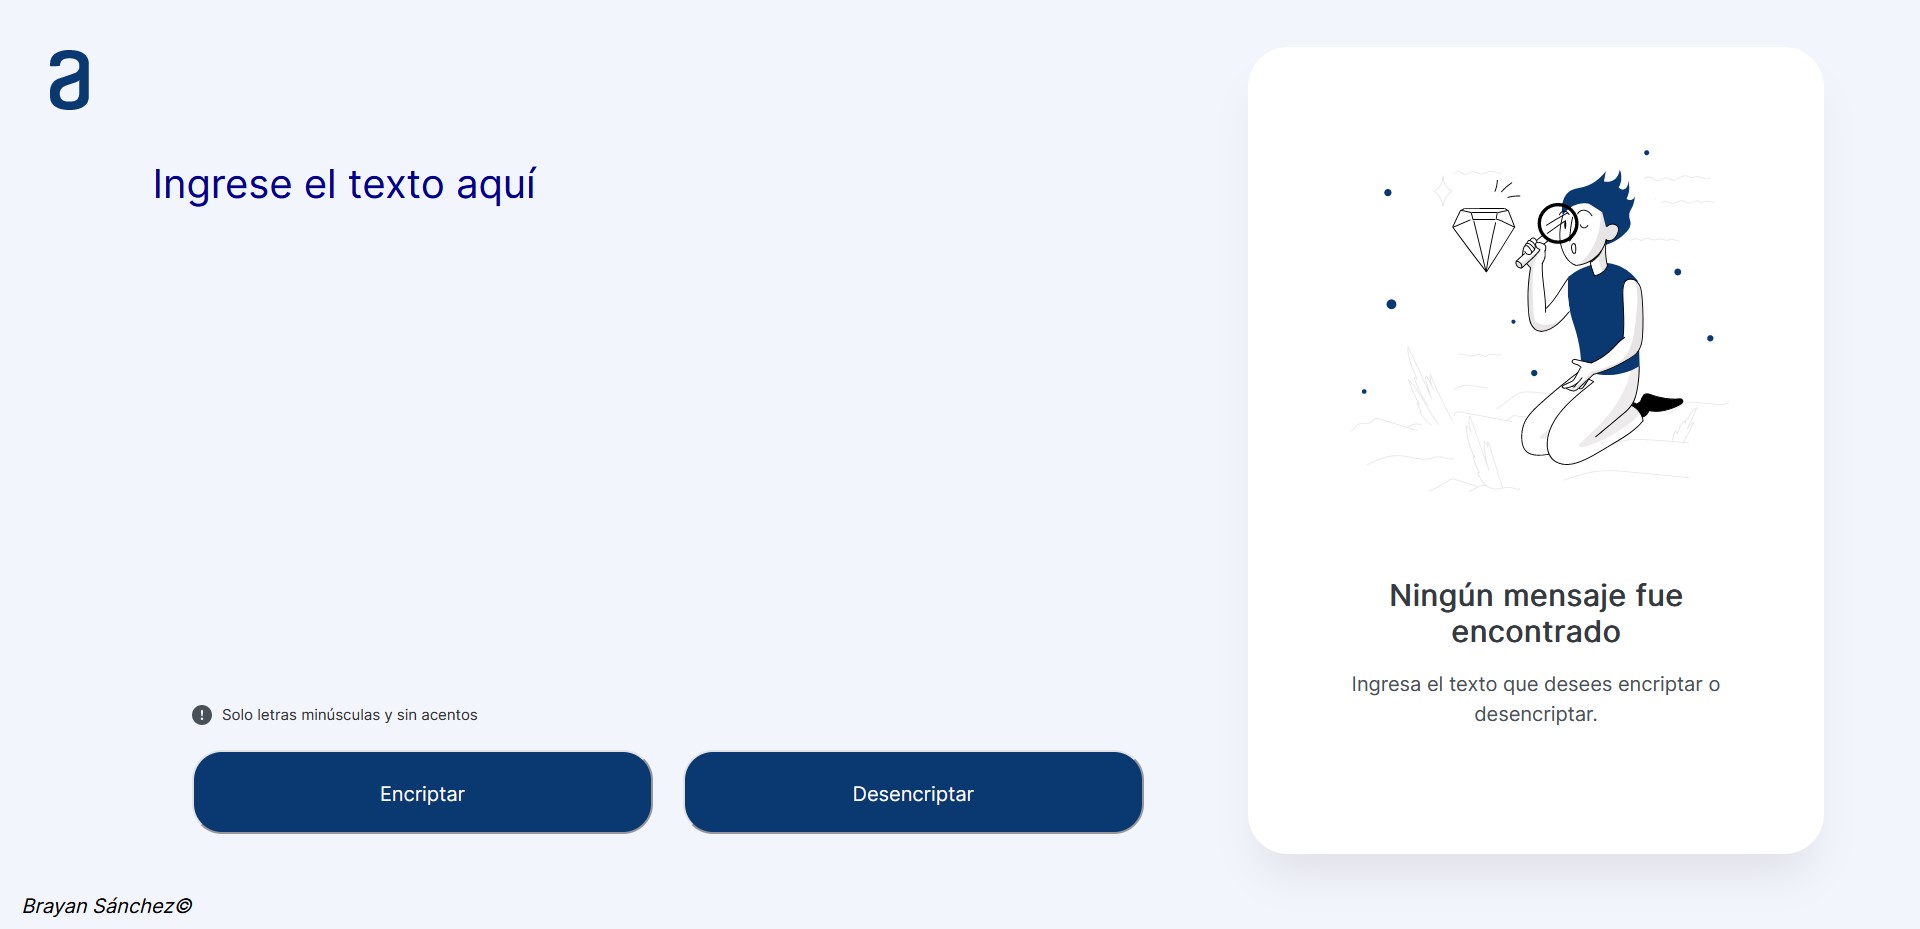 a
Ingrese el texto aquí
Solo letras minúsculas y sin acentos
Encriptar
Desencriptar
Ningún mensaje fue
encontrado
Ingresa el texto que desees encriptar o
desencriptar.
Brayan Sánchez©